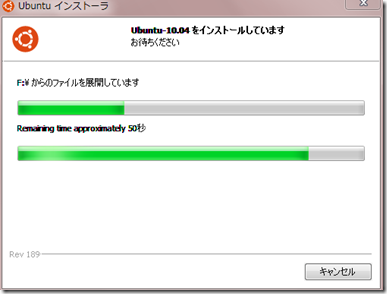 Ubuntu インストーラ
Ubuntu-10.04 をインストールしています
お待ちください
F:¥ からのファイルを展開しています
Remaining time approximately 50秒
Rev 189
キャンセル